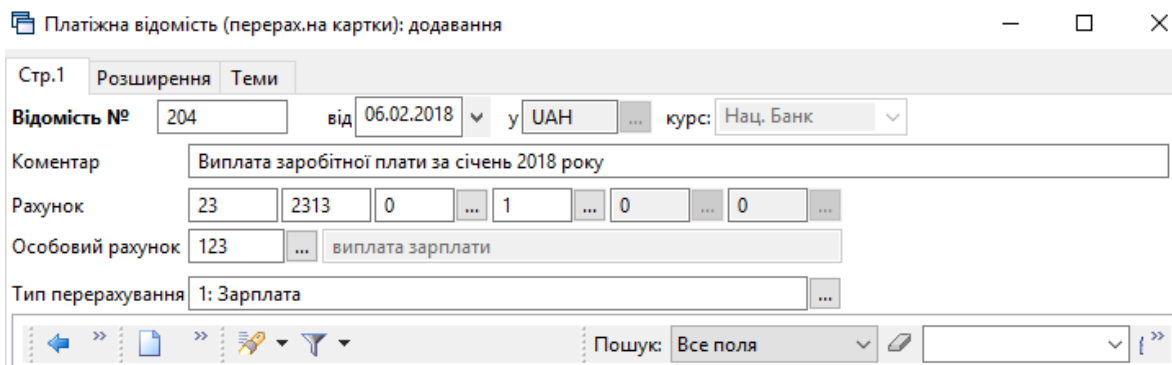 Платіжна відомість (перерах.на картки): додавання
Стр.1 Розширення Теми
Відомість № 204 від 06.02.2018 у UAH ... курс: Нац. Банк
Коментар Виплата заробітної плати за січень 2018 року
Рахунок 23 2313 0 ... 1 ... 0 ... 0 ...
Особовий рахунок 123 ... виплата зарплати
Тип перерахування 1: Зарплата ...
Пошук: Все поля